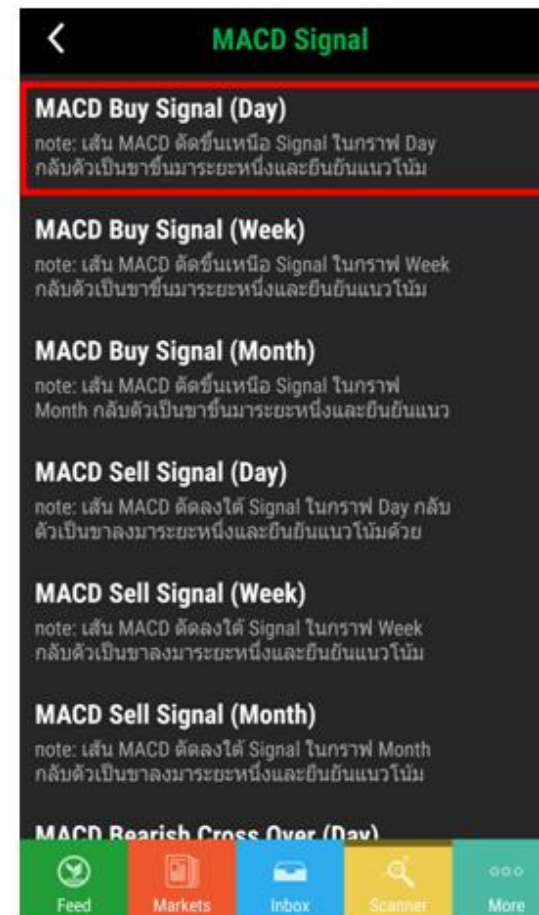 MACD Signal
MACD Buy Signal (Day)
note: เส้น MACD ตัดขึ้นเหนือ Signal ในกราฟ Day
กลับตัวเป็นขาขึ้นมาระยะหนึ่งและยืนยันแนวโน้ม
MACD Buy Signal (Week)
note: เส้น MACD ตัดขึ้นเหนือ Signal ในกราฟ Week
กลับตัวเป็นขาขึ้นมาระยะหนึ่งและยืนยันแนวโน้ม
MACD Buy Signal (Month)
note: เส้น MACD ตัดขึ้นเหนือ Signal ในกราฟ
Month กลับตัวเป็นขาขึ้นมาระยะหนึ่งและยืนยันแนว
MACD Sell Signal (Day)
note: เส้น MACD ตัดลงใต้ Signal ในกราฟ Day กลับ
ตัวเป็นขาลงมาระยะหนึ่งและยืนยันแนวโน้มด้วย
MACD Sell Signal (Week)
note: เส้น MACD ตัดลงใต้ Signal ในกราฟ Week
กลับตัวเป็นขาลงมาระยะหนึ่งและยืนยันแนวโน้ม
MACD Sell Signal (Month)
note: เส้น MACD ตัดลงใต้ Signal ในกราฟ Month
กลับตัวเป็นขาลงมาระยะหนึ่งและยืนยันแนวโน้ม
MACD Bearish Cross Over (Day)
Feed Markets Inbox Scanner More